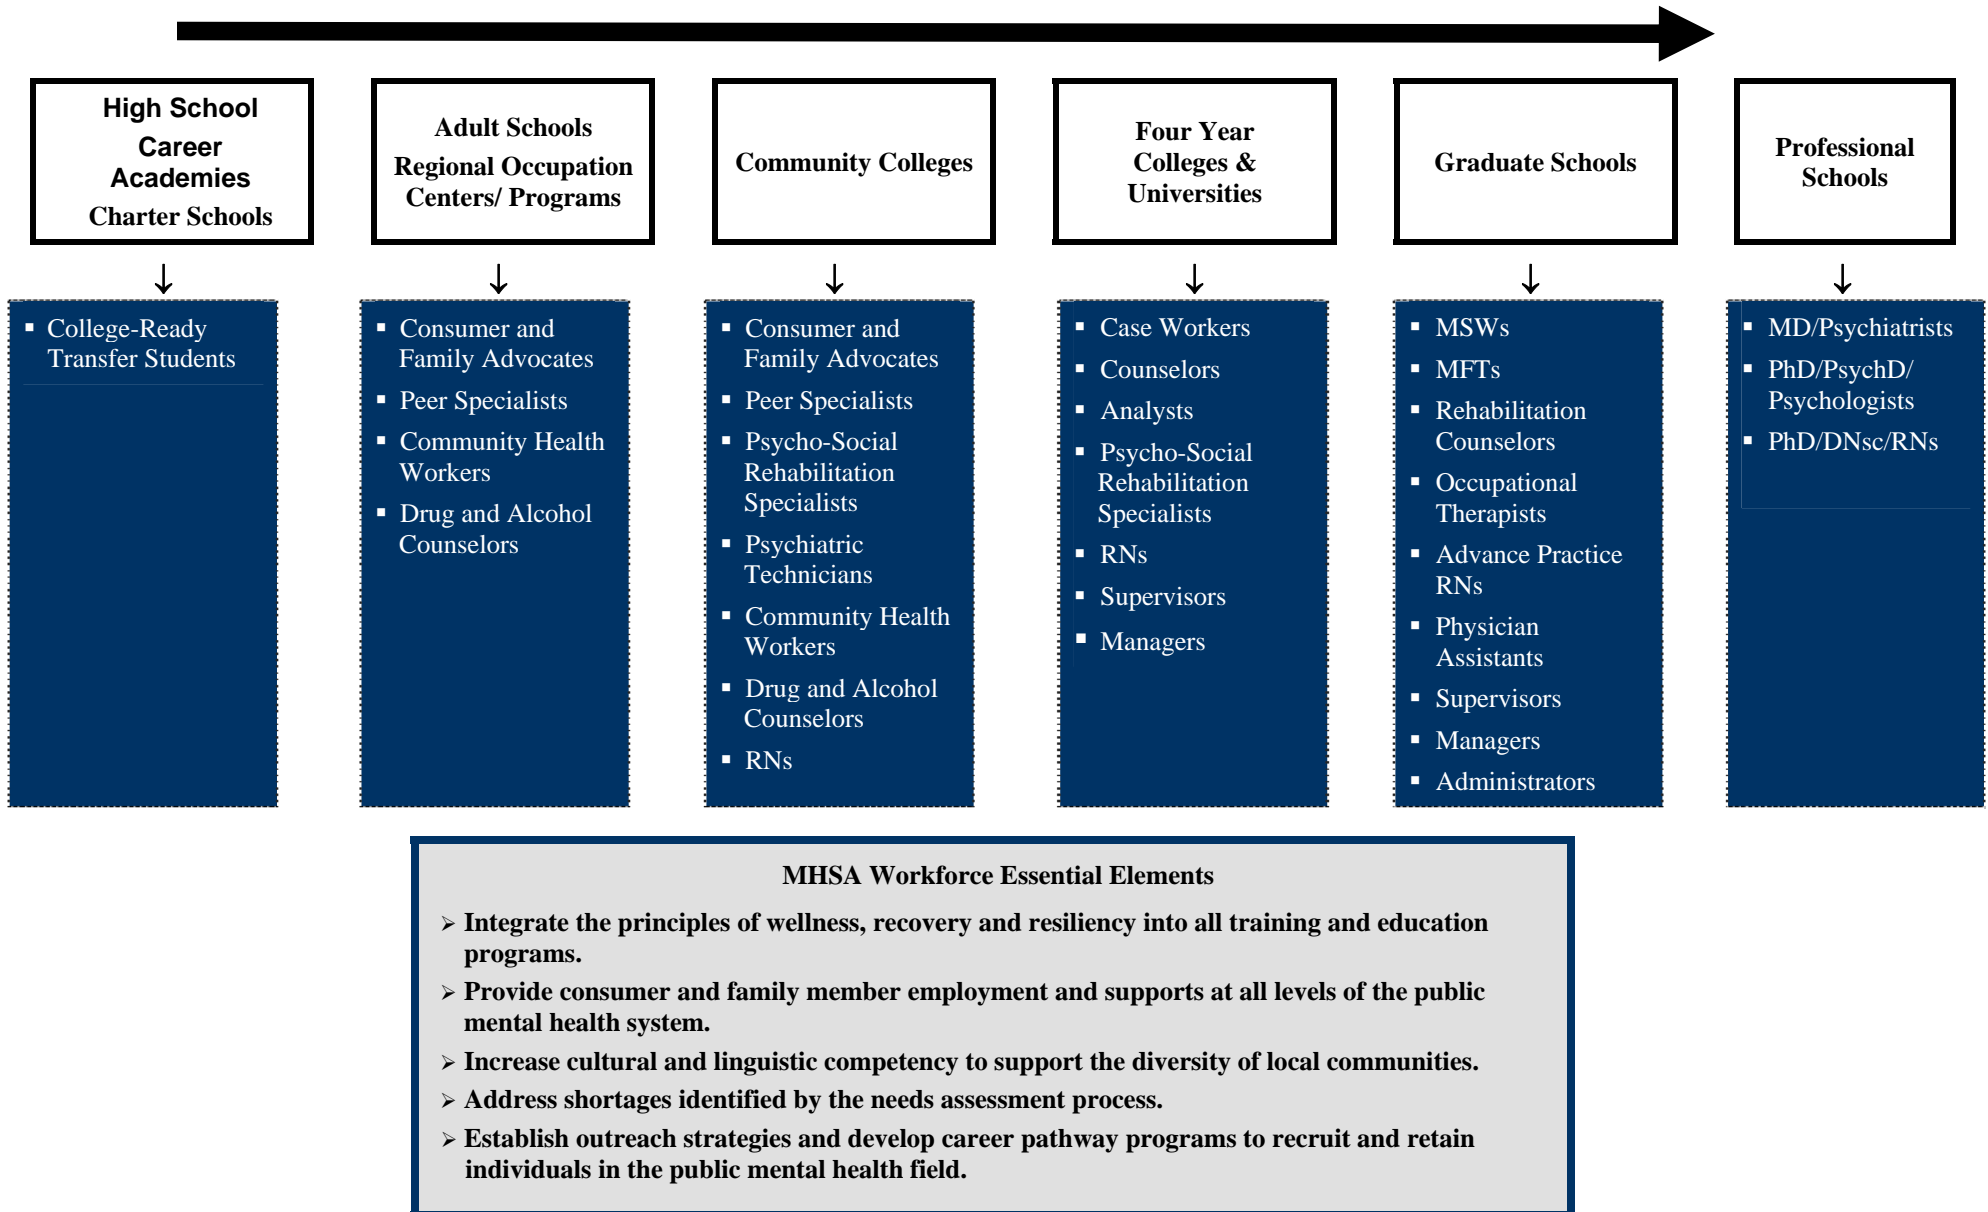 High School
Career
Academies
Charter Schools
Adult Schools
Regional Occupation
Centers/ Programs
Community Colleges
Four Year
Colleges &
Universities
Graduate Schools
Professional
Schools
▪ College-Ready
Transfer Students
▪ Consumer and
Family Advocates
▪ Peer Specialists
▪ Community Health
Workers
▪ Drug and Alcohol
Counselors
▪ Consumer and
Family Advocates
▪ Peer Specialists
▪ Psycho-Social
Rehabilitation
Specialists
▪ Psychiatric
Technicians
▪ Community Health
Workers
▪ Drug and Alcohol
Counselors
▪ RNs
▪ Case Workers
▪ Counselors
▪ Analysts
▪ Psycho-Social
Rehabilitation
Specialists
▪ RNs
▪ Supervisors
▪ Managers
▪ MSWs
▪ MFTs
▪ Rehabilitation
Counselors
▪ Occupational
Therapists
▪ Advance Practice
RNs
▪ Physician
Assistants
▪ Supervisors
▪ Managers
▪ Administrators
▪ MD/Psychiatrists
▪ PhD/PsychD/
Psychologists
▪ PhD/DNsc/RNs
MHSA Workforce Essential Elements
➢ Integrate the principles of wellness, recovery and resiliency into all training and education
programs.
➢ Provide consumer and family member employment and supports at all levels of the public
mental health system.
➢ Increase cultural and linguistic competency to support the diversity of local communities.
➢ Address shortages identified by the needs assessment process.
➢ Establish outreach strategies and develop career pathway programs to recruit and retain
individuals in the public mental health field.